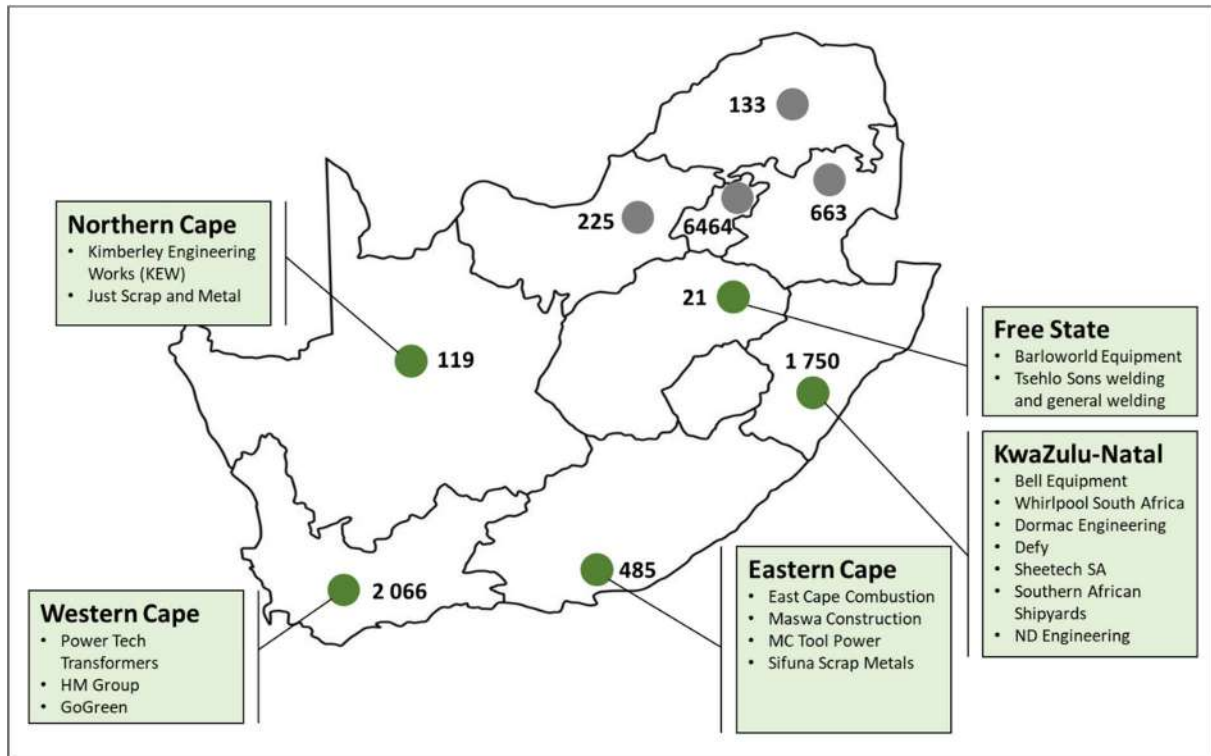 133
663
225
6464
Northern Cape
• Kimberley Engineering
Works (KEW)
• Just Scrap and Metal
21
119
1 750
Free State
• Barloworld Equipment
• Tsehlo Sons welding
and general welding
KwaZulu-Natal
• Bell Equipment
• Whirlpool South Africa
• Dormac Engineering
• Defy
• Sheetech SA
• Southern African
Shipyards
• ND Engineering
485
2 066
Eastern Cape
• East Cape Combustion
• Maswa Construction
• MC Tool Power
• Sifuna Scrap Metals
Western Cape
• Power Tech
Transformers
• HM Group
• GoGreen